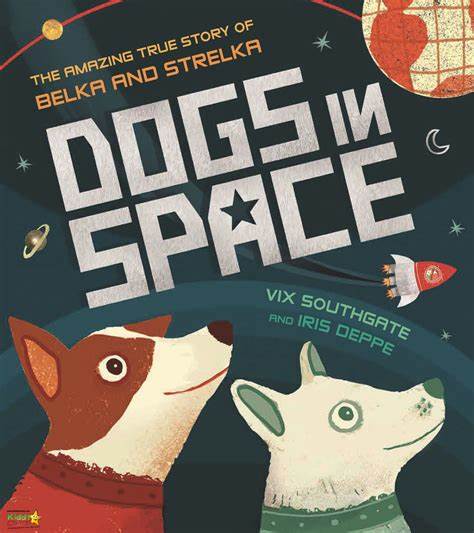 THE AMAZING TRUE STORY OF
BELKA AND STRELKA
DOGS IN
SPACE
VIX SOUTHGATE
AND IRIS DEPPE